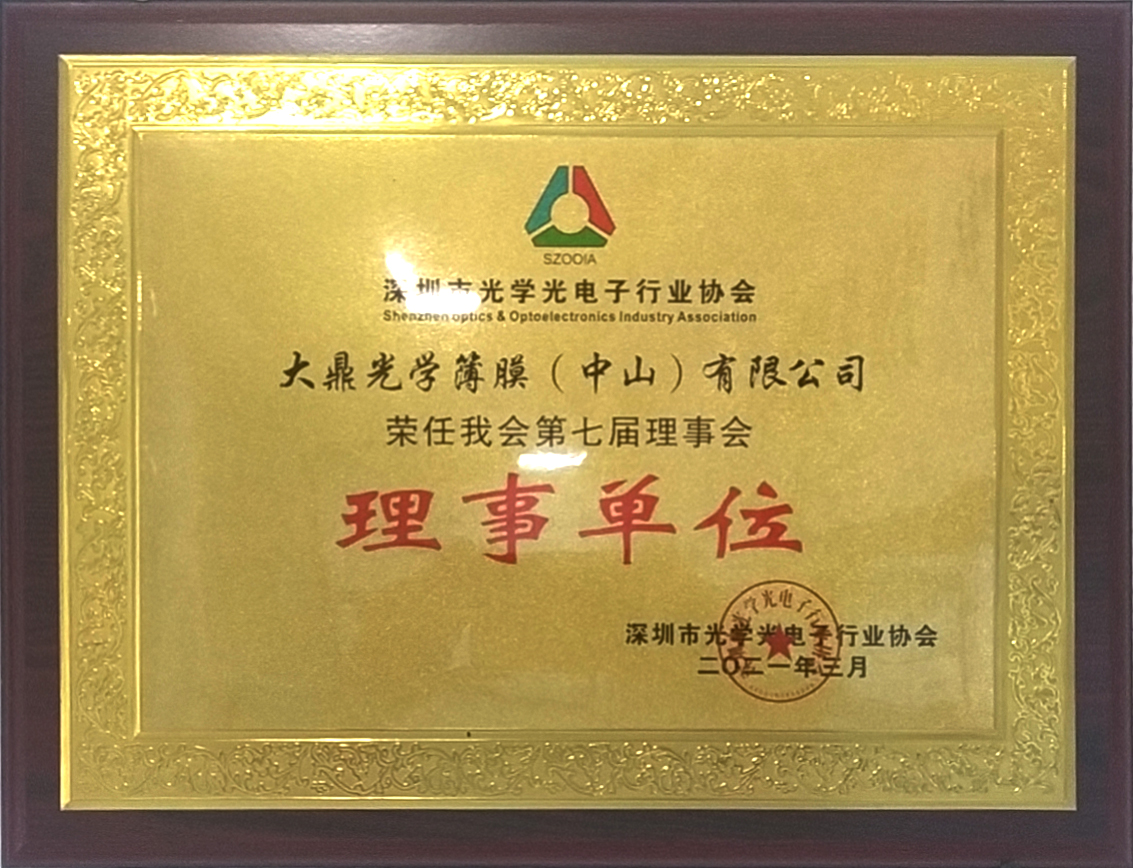 SZOOIA
深圳市光学光电子行业协会
Shenzhen Optics & Optoelectronics Industry Association
大鼎光学薄膜（中山）有限公司
荣任我会第七届理事会
理事单位
深圳市光学光电子行业协会
二〇二一年三月